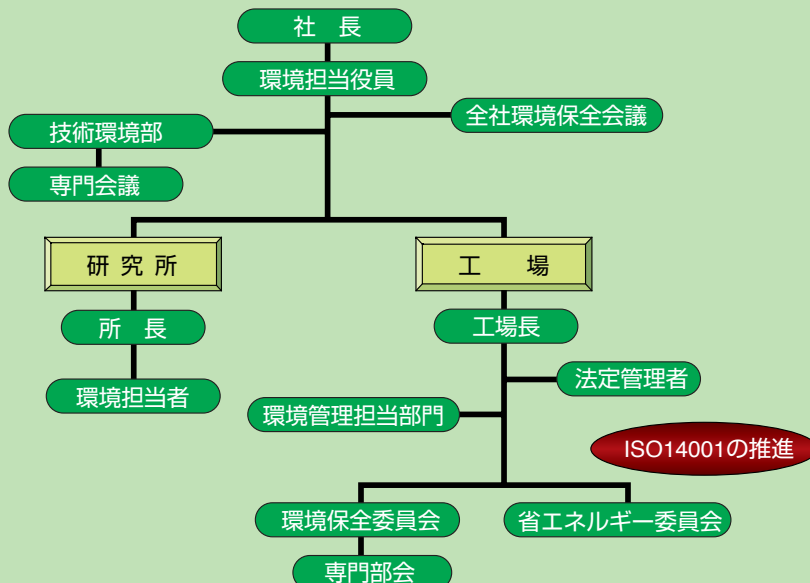 社 長
環境担当役員
全社環境保全会議
技術環境部
専門会議
研 究 所
工 場
所 長
工場長
法定管理者
環境担当者
環境管理担当部門
ISO14001の推進
環境保全委員会
省エネルギー委員会
専門部会